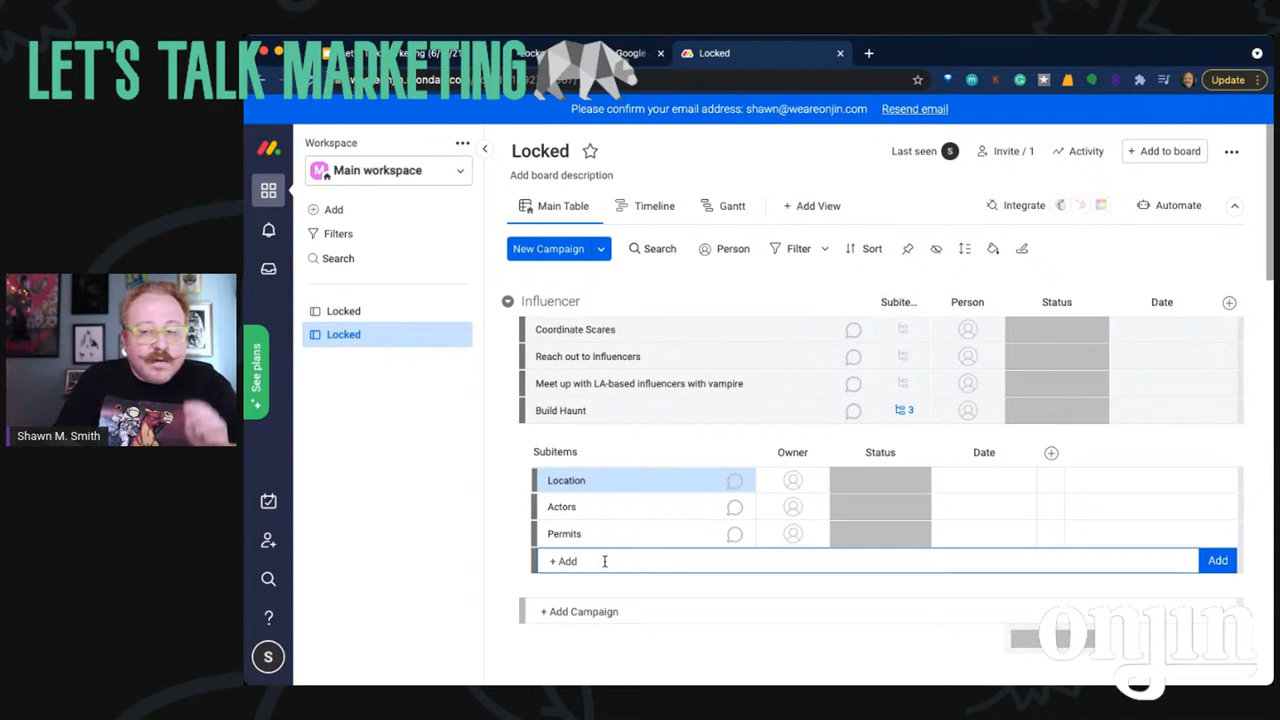 LET'S TALK MARKETING
Google
Locked
Update
Please confirm your email address: shawn@weareonjin.com Resend email
Workspace
M Main workspace
Add
Filters
Search
Locked
Locked
See plans
S
Locked
Add board description
Last seen S Invite / 1 Activity + Add to board
Main Table Timeline Gantt + Add View
Integrate Automate
New Campaign Search Person Filter Sort
Influencer Subite... Person Status Date
Coordinate Scares
Reach out to Influencers
Meet up with LA-based influencers with vampire
Build Haunt 3
Subitems Owner Status Date
Location
Actors
Permits
+ Add Add
+ Add Campaign
Shawn M. Smith
onjin